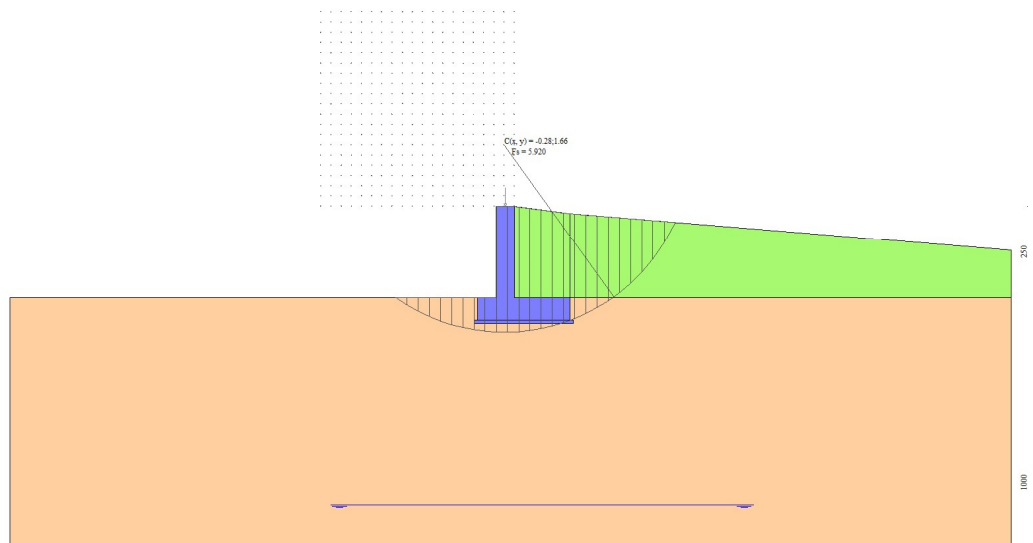 C(x, y) = -0.28;1.66
Fs = 5.920
250
1000